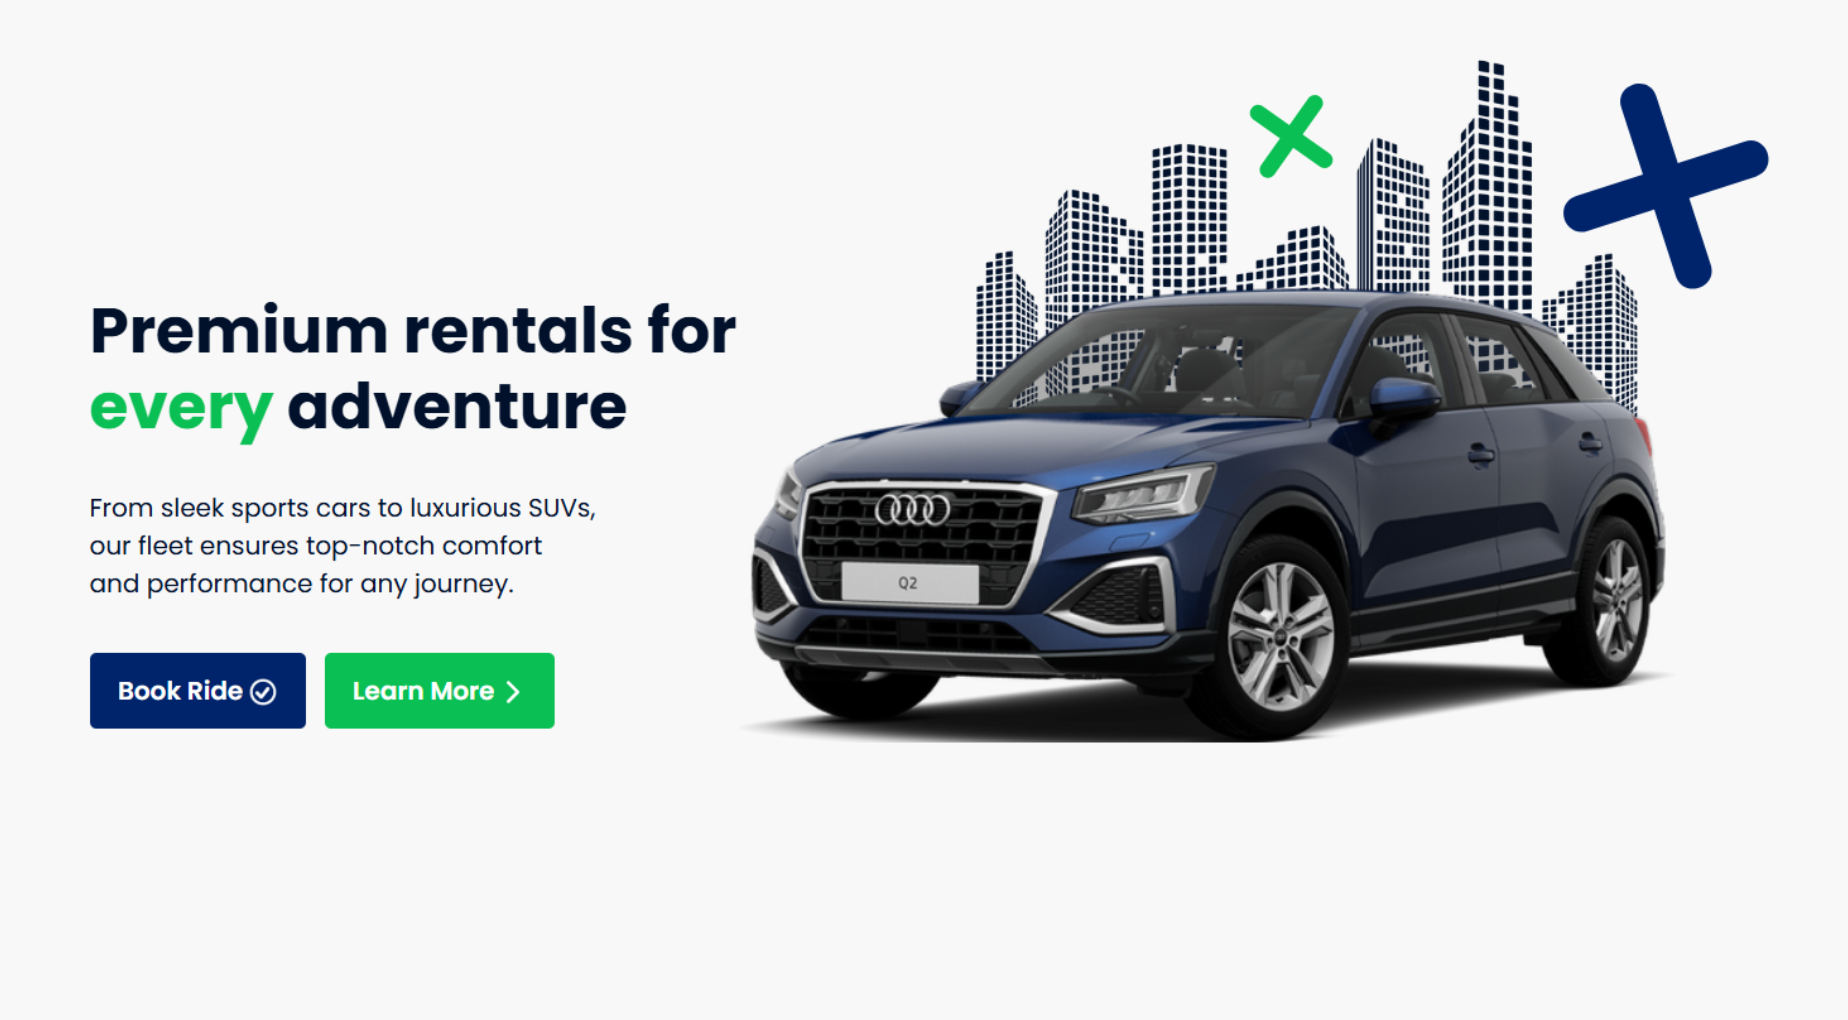 Premium rentals for
every adventure
From sleek sports cars to luxurious SUVs,
our fleet ensures top-notch comfort
and performance for any journey.
Book Ride
Learn More
Q2